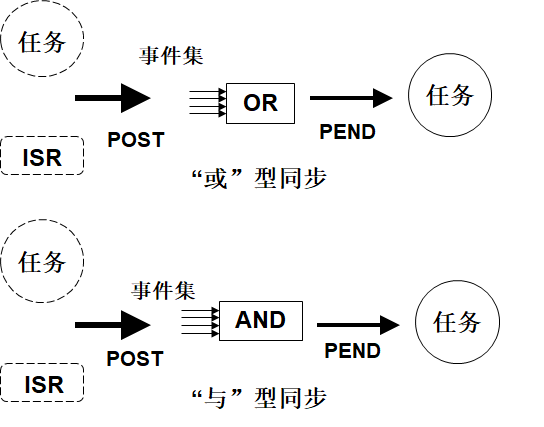 任务
事件集
OR
任务
POST
PEND
ISR
“或”型同步
任务
事件集
AND
任务
POST
PEND
ISR
“与”型同步